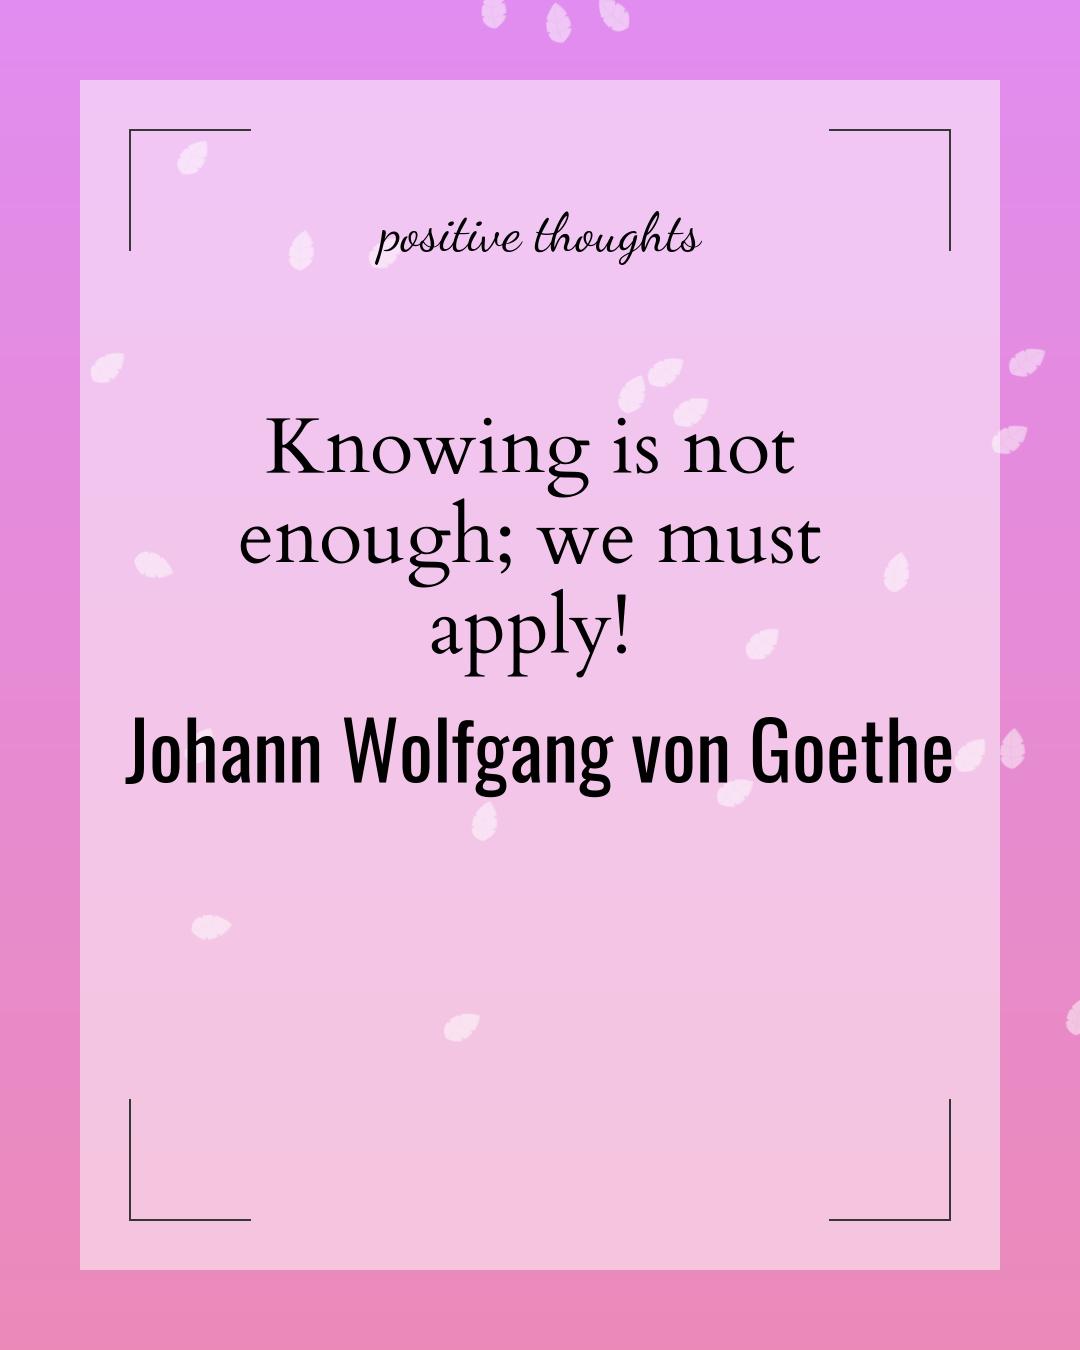 positive thoughts
Knowing is not
enough; we must
apply!
Johann Wolfgang von Goethe